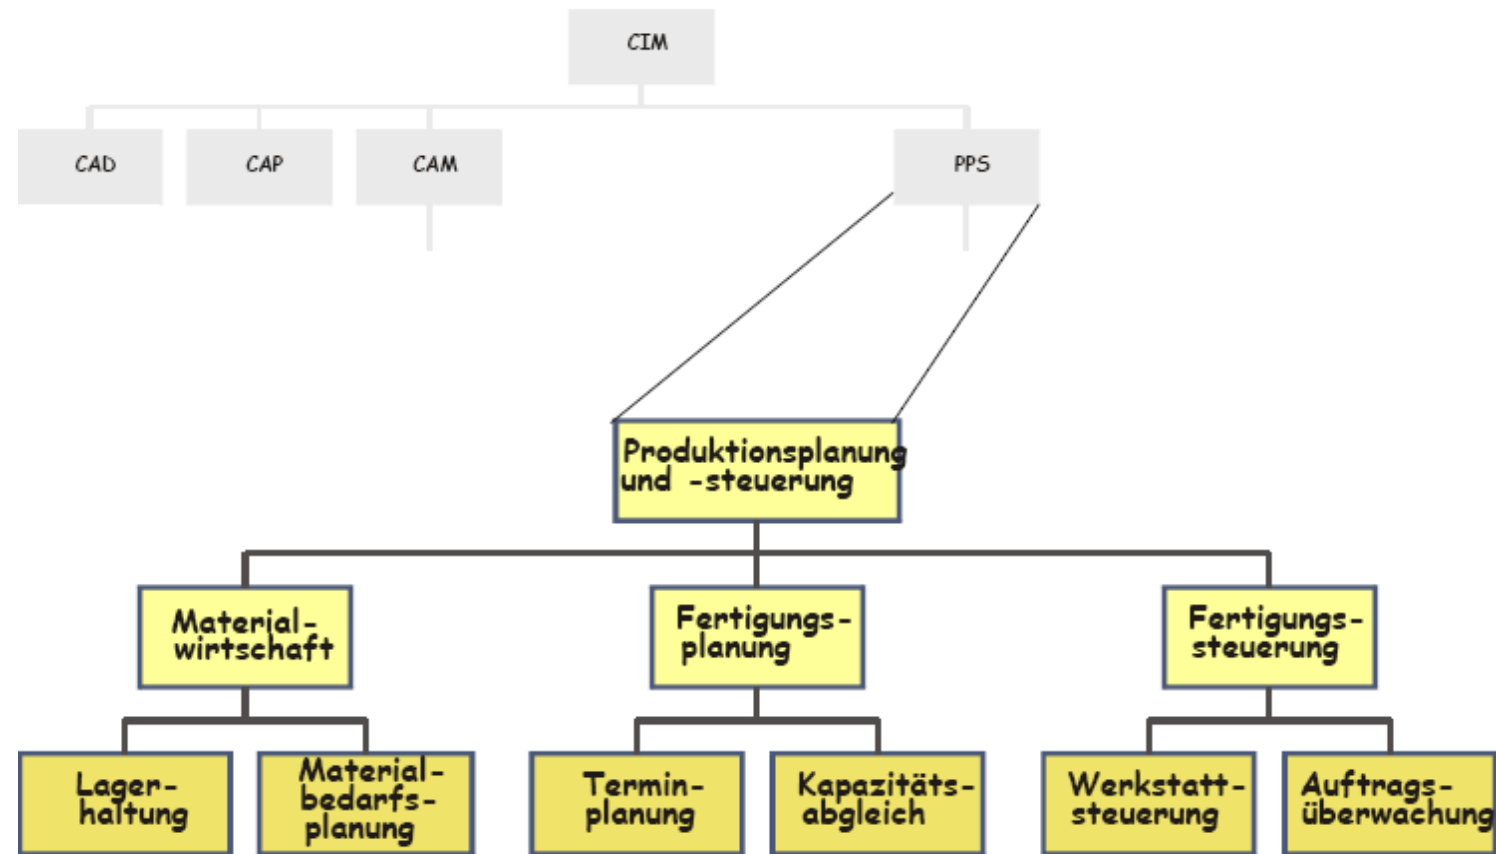 CIM
CAD
CAP
CAM
PPS
Produktionsplanung
und -steuerung
Material-
wirtschaft
Fertigungs-
planung
Fertigungs-
steuerung
Lager-
haltung
Material-
bedarfs-
planung
Termin-
planung
Kapazitäts-
abgleich
Werkstatt-
steuerung
Auftrags-
überwachung